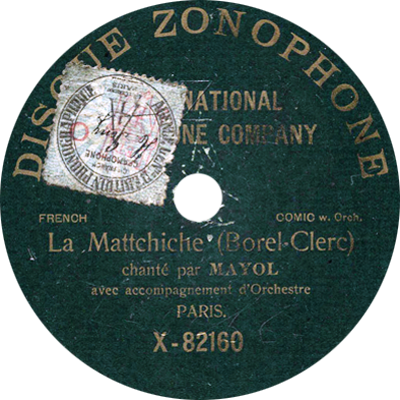 DISQUE ZONOPHONE
NATIONAL
COMPANY
FRENCH
COMIC w. Orch.
La Mattchiche (Borel-Clerc)
chanté par MAYOL
avec accompagnement d'Orchestre
PARIS.
X-82160